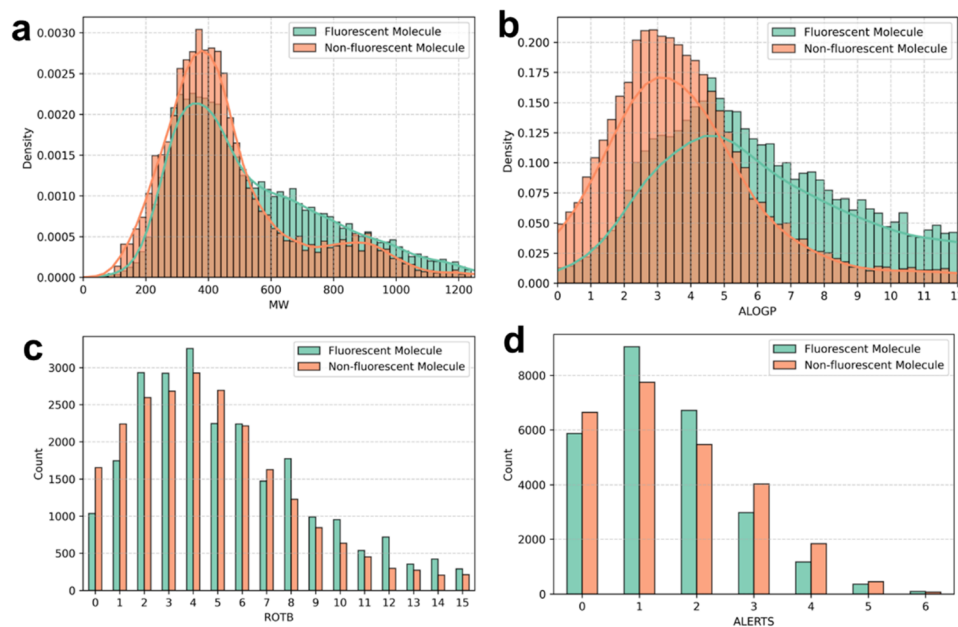 a
0.0030
0.0025
0.0020
0.0015
0.0010
0.0005
0.0000
Density
Fluorescent Molecule
Non-fluorescent Molecule
0 200 400 600 800 1000 1200
MW
b
0.200
0.175
0.150
0.125
0.100
0.075
0.050
0.025
0.000
Density
Fluorescent Molecule
Non-fluorescent Molecule
0 1 2 3 4 5 6 7 8 9 10 11 1
ALOGP
c
3000
2500
2000
1500
1000
500
0
Count
Fluorescent Molecule
Non-fluorescent Molecule
0 1 2 3 4 5 6 7 8 9 10 11 12 13 14 15
ROTB
d
8000
6000
4000
2000
0
Count
Fluorescent Molecule
Non-fluorescent Molecule
0 1 2 3 4 5 6
ALERTS